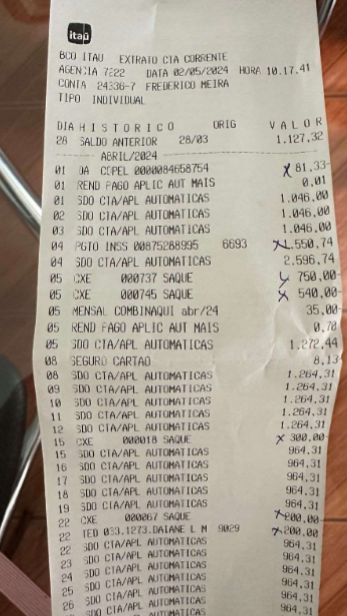 itaú
BCO ITAU EXTRATO CTA CORRENTE
AGENCIA 7222 DATA 02/05/2024 HORA 10.17.41
CONTA 24336-7 FREDERICO MEIRA
TIPO INDIVIDUAL
DIA HISTORICO ORIG VALOR
28 SALDO ANTERIOR 28/03 1.127,32
ABRIL/2024
01 DA COPEL 0000084658754 81,33-
01 REND PAGO APLIC AUT MAIS 0,01
01 SDO CTA/APL AUTOMATICAS 1.046,00
02 SDO CTA/APL AUTOMATICAS 1.046,00
03 SDO CTA/APL AUTOMATICAS 1.046,00
04 PGTO INSS 00875268995 6693 1.550,74
04 SDO CTA/APL AUTOMATICAS 2.596,74
05 CXE 000737 SAQUE 750,00-
05 CXE 000745 SAQUE 540,00-
05 MENSAL COMBINAQUI abr/24 35,00-
05 REND PAGO APLIC AUT MAIS 0,70
05 SDO CTA/APL AUTOMATICAS 1.272,44
08 SEGURO CARTAO 8,13-
08 SDO CTA/APL AUTOMATICAS 1.264,31
09 SDO CTA/APL AUTOMATICAS 1.264,31
10 SDO CTA/APL AUTOMATICAS 1.264,31
11 SDO CTA/APL AUTOMATICAS 1.264,31
12 SDO CTA/APL AUTOMATICAS 1.264,31
15 CXE 000018 SAQUE 300,00-
15 SDO CTA/APL AUTOMATICAS 964,31
16 SDO CTA/APL AUTOMATICAS 964,31
17 SDO CTA/APL AUTOMATICAS 964,31
18 SDO CTA/APL AUTOMATICAS 964,31
19 SDO CTA/APL AUTOMATICAS 964,31
22 CXE 000067 SAQUE 200,00-
22 TED 033.1273.DAIANE L M 9029 200,00
22 SDO CTA/APL AUTOMATICAS 964,31
23 SDO CTA/APL AUTOMATICAS 964,31
24 SDO CTA/APL AUTOMATICAS 964,31
25 SDO CTA/APL AUTOMATICAS 964,31
26 SDO CTA/APL AUTOMATICAS 964,31